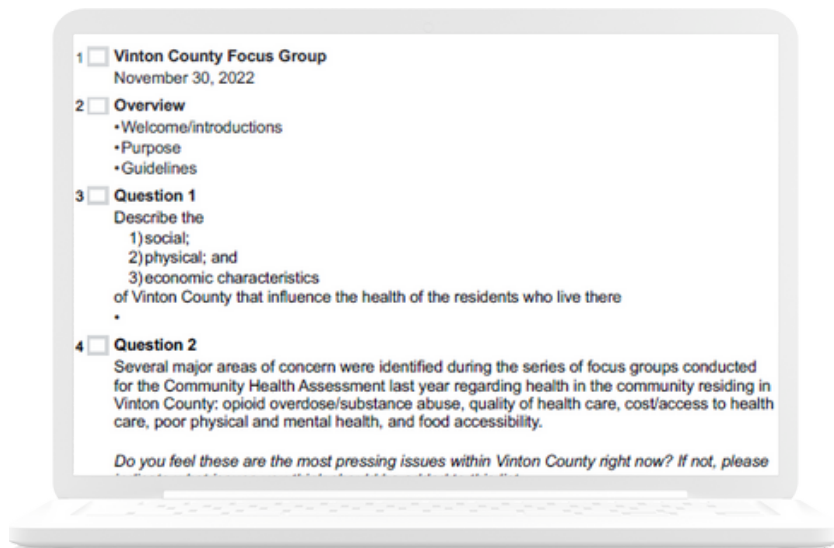 1 Vinton County Focus Group
November 30, 2022
2 Overview
•Welcome/introductions
•Purpose
•Guidelines
3 Question 1
Describe the
1)social;
2)physical; and
3)economic characteristics
of Vinton County that influence the health of the residents who live there
•
4 Question 2
Several major areas of concern were identified during the series of focus groups conducted
for the Community Health Assessment last year regarding health in the community residing in
Vinton County: opioid overdose/substance abuse, quality of health care, cost/access to health
care, poor physical and mental health, and food accessibility.
Do you feel these are the most pressing issues within Vinton County right now? If not, please